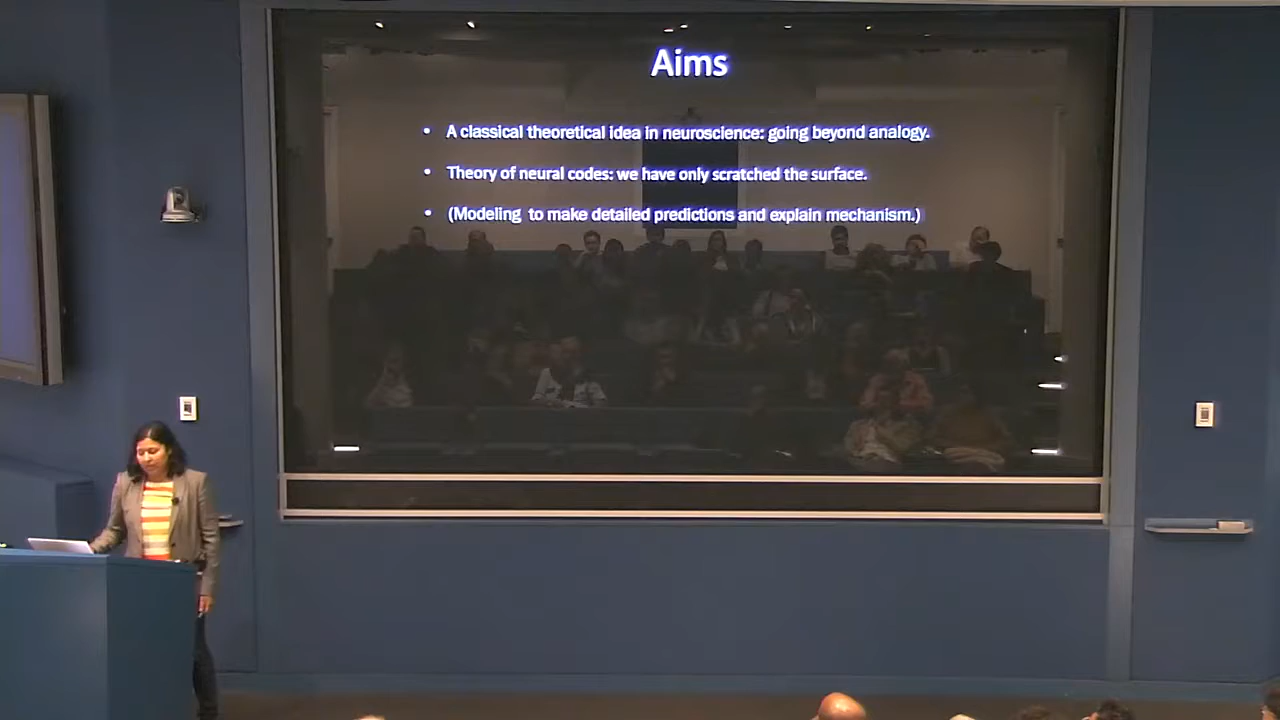 Aims
• A classical theoretical idea in neuroscience: going beyond analogy.
• Theory of neural codes: we have only scratched the surface.
• (Modeling to make detailed predictions and explain mechanism.)